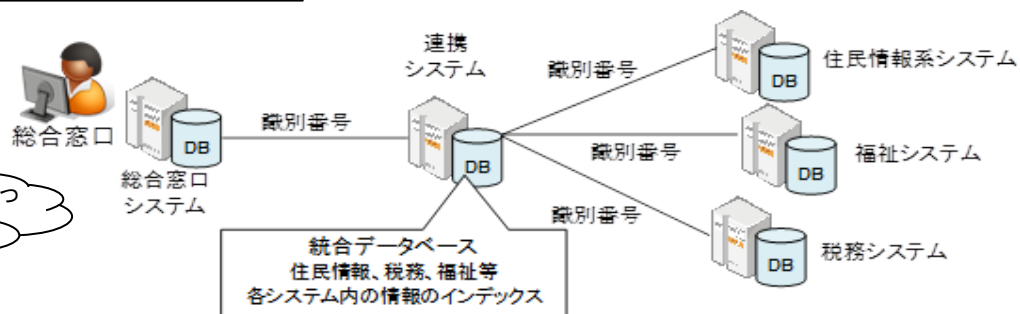 連携
システム
住民情報系システム
識別番号
DB
総合窓口
DB
識別番号
DB
識別番号
福祉システム
DB
総合窓口
システム
っ
識別番号
税務システム
DB
統合データベース
住民情報、税務、福祉等
各システム内の情報のインデックス